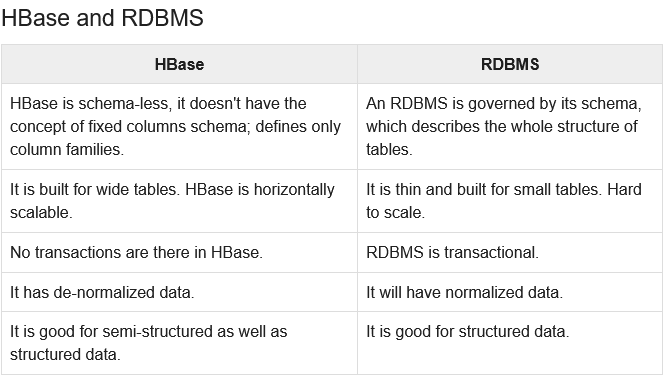 HBase and RDBMS
HBase
RDBMS
HBase is schema-less, it doesn't have the
concept of fixed columns schema; defines only
column families.
An RDBMS is governed by its schema,
which describes the whole structure of
tables.
It is built for wide tables. HBase is horizontally
scalable.
It is thin and built for small tables. Hard
to scale.
No transactions are there in HBase.
RDBMS is transactional.
It has de-normalized data.
It will have normalized data.
It is good for semi-structured as well as
structured data.
It is good for structured data.